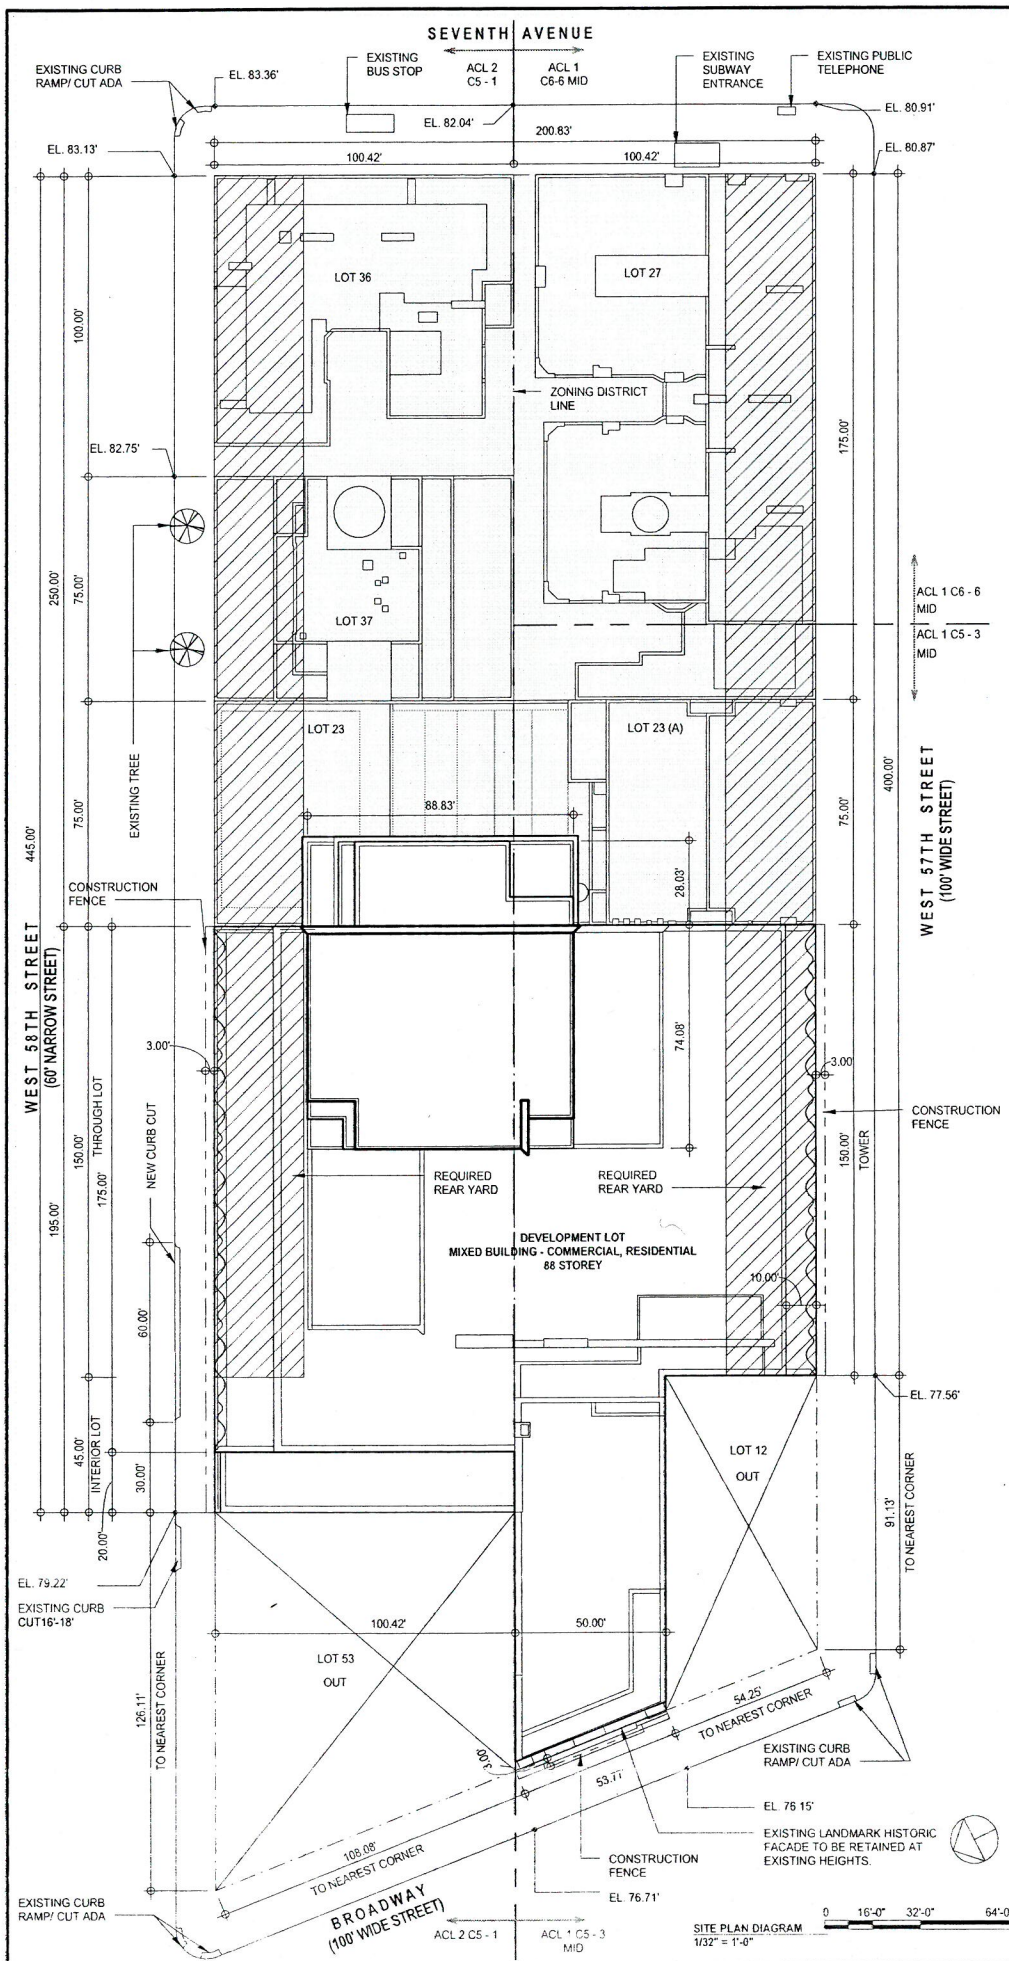 SEVENTH AVENUE
EXISTING CURB
RAMP/ CUT ADA
EL. 83.36'
EXISTING
BUS STOP
ACL 2
C5 - 1
ACL 1
C6-6 MID
EXISTING
SUBWAY
ENTRANCE
EXISTING PUBLIC
TELEPHONE
EL. 82.04'
EL. 80.91'
200.83'
EL. 83.13'
100.42'
100.42'
EL. 80.87'
LOT 36
LOT 27
100.00'
ZONING DISTRICT
LINE
175.00'
EL. 82.75'
250.00'
75.00'
LOT 37
ACL 1 C6 - 6
MID
ACL 1 C5 - 3
MID
EXISTING TREE
LOT 23
LOT 23 (A)
75.00'
445.00'
88.83'
28.03'
75.00'
400.00'
WEST 57TH STREET
(100' WIDE STREET)
CONSTRUCTION
FENCE
WEST 58TH STREET
(60' NARROW STREET)
3.00'
74.08'
3.00'
CONSTRUCTION
FENCE
NEW CURB CUT
150.00'
THROUGH LOT
175.00'
195.00'
REQUIRED
REAR YARD
REQUIRED
REAR YARD
150.00'
TOWER
DEVELOPMENT LOT
MIXED BUILDING - COMMERCIAL, RESIDENTIAL
88 STOREY
10.00'
60.00'
EL. 77.56'
45.00'
INTERIOR LOT
30.00'
20.00'
LOT 12
OUT
91.13'
TO NEAREST CORNER
EL. 79.22'
EXISTING CURB
CUT16'-18'
100.42'
50.00'
LOT 53
OUT
126.11'
TO NEAREST CORNER
54.25'
TO NEAREST CORNER
3.00'
53.71
EXISTING CURB
RAMP/ CUT ADA
EL. 76 15'
EXISTING LANDMARK HISTORIC
FACADE TO BE RETAINED AT
EXISTING HEIGHTS.
108.08'
TO NEAREST CORNER
CONSTRUCTION
FENCE
EL. 76.71'
EXISTING CURB
RAMP/ CUT ADA
BROADWAY
(100' WIDE STREET)
ACL 2 C5 - 1
ACL 1 C5 - 3
MID
SITE PLAN DIAGRAM
1/32" = 1'-0"
0 16'-0" 32'-0" 64'-0